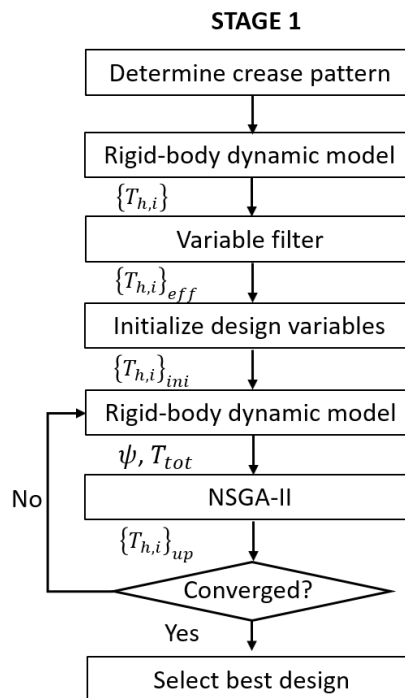 STAGE 1
Determine crease pattern
Rigid-body dynamic model
{T_{h,i}}
Variable filter
{T_{h,i}}_{eff}
Initialize design variables
{T_{h,i}}_{ini}
Rigid-body dynamic model
ψ, T_{tot}
No
NSGA-II
{T_{h,i}}_{up}
Converged?
Yes
Select best design